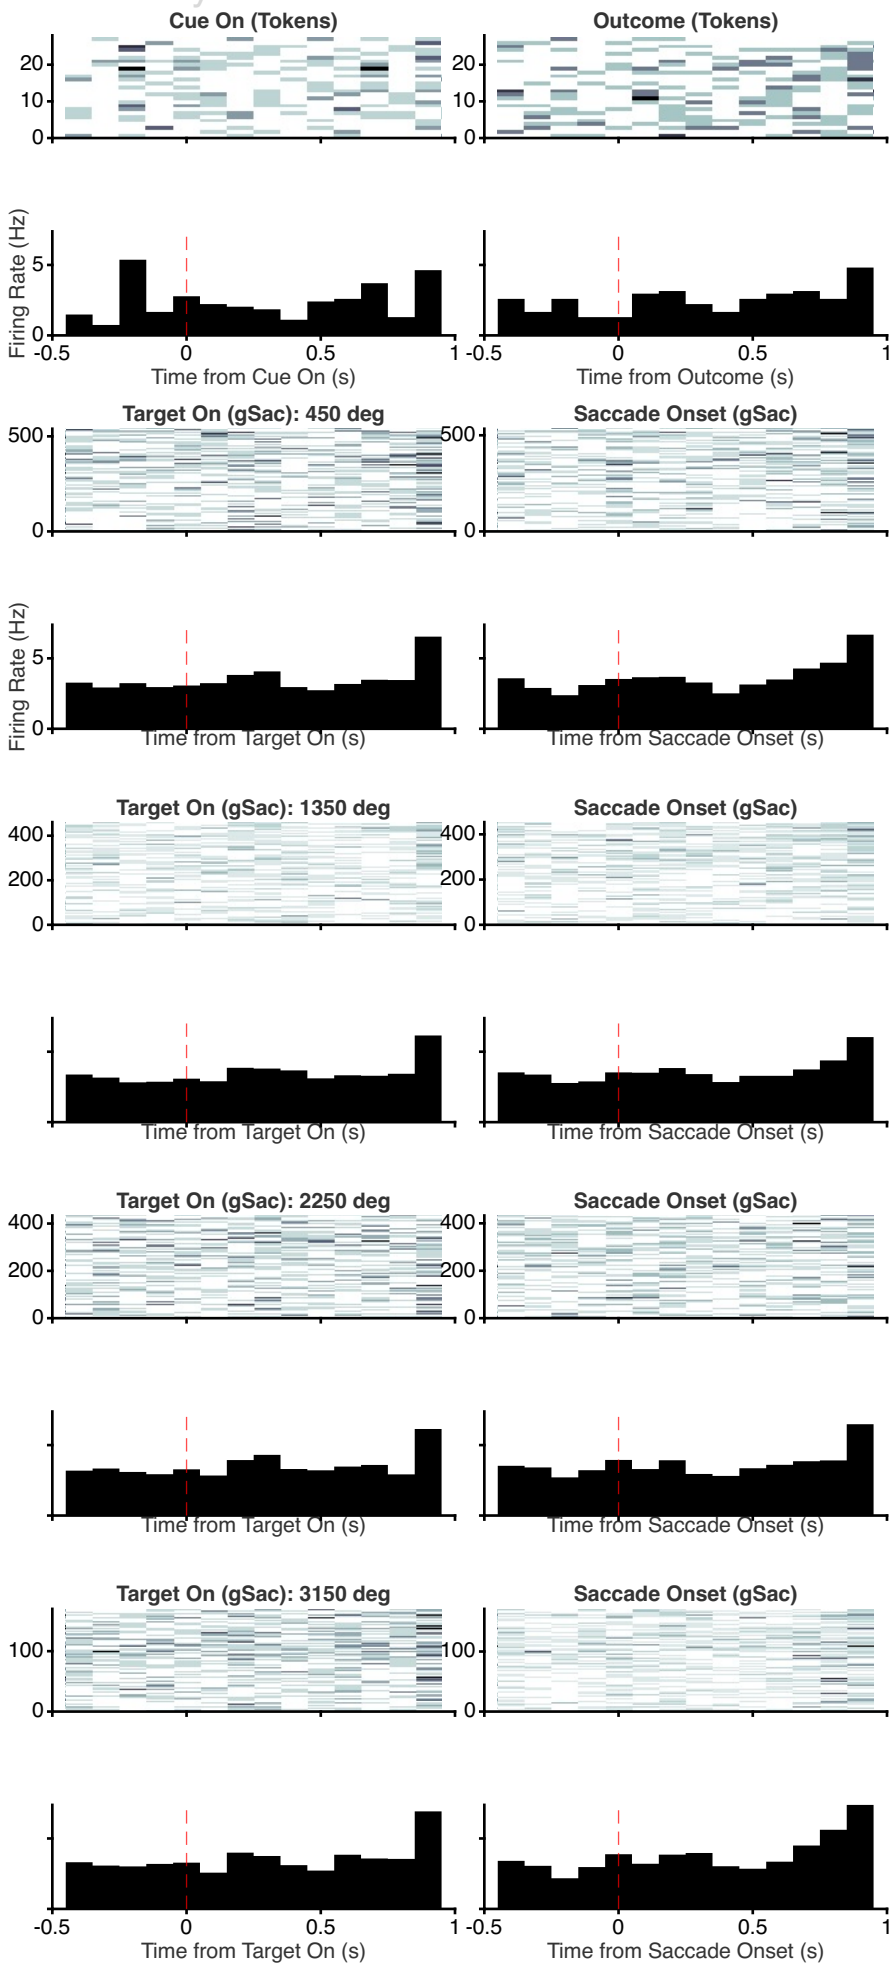 Cue On (Tokens)
Outcome (Tokens)
20
10
0
20
10
0
Firing Rate (Hz)
5
0
-0.5 0 0.5 1
-0.5 0 0.5 1
Time from Cue On (s)
Time from Outcome (s)
Target On (gSac): 450 deg
Saccade Onset (gSac)
500
0
500
0
Firing Rate (Hz)
5
0
Time from Target On (s)
Time from Saccade Onset (s)
Target On (gSac): 1350 deg
Saccade Onset (gSac)
400
200
0
400
200
0
Time from Target On (s)
Time from Saccade Onset (s)
Target On (gSac): 2250 deg
Saccade Onset (gSac)
400
200
0
400
200
0
Time from Target On (s)
Time from Saccade Onset (s)
Target On (gSac): 3150 deg
Saccade Onset (gSac)
100
0
100
0
-0.5 0 0.5 1
-0.5 0 0.5 1
Time from Target On (s)
Time from Saccade Onset (s)